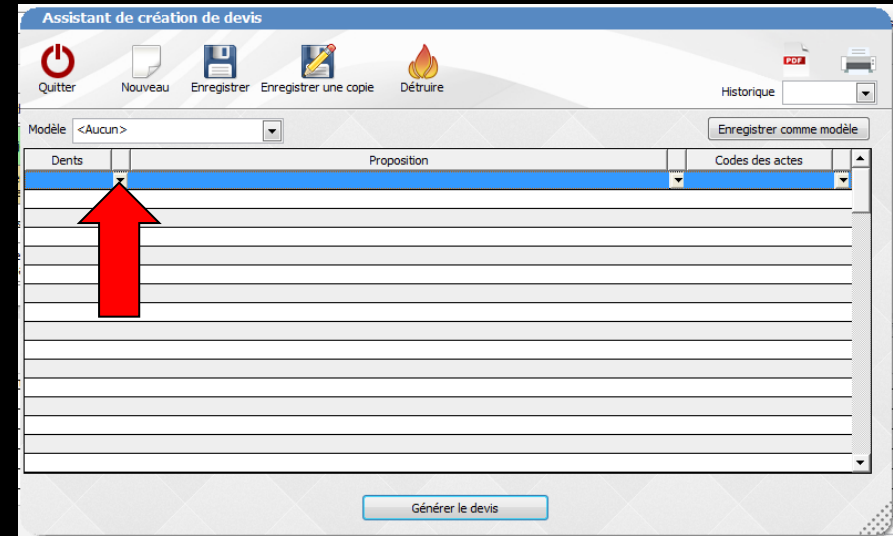 Assistant de création de devis
PDF
Quitter Nouveau Enregistrer Enregistrer une copie Détruire Historique
Modèle <Aucun> Enregistrer comme modèle
Dents Proposition Codes des actes
Générer le devis